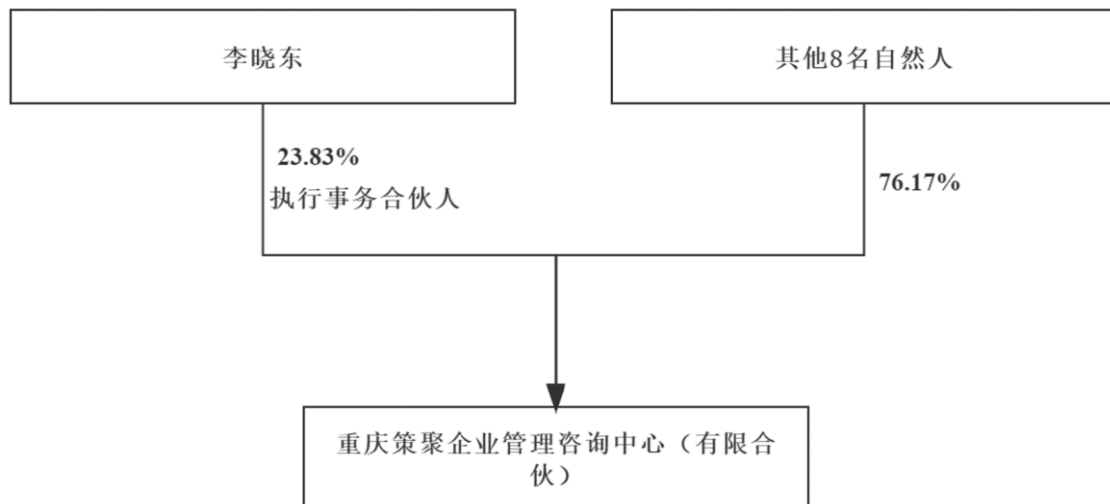 李晓东
其他8名自然人
23.83%
执行事务合伙人
76.17%
重庆策聚企业管理咨询中心（有限合
伙）